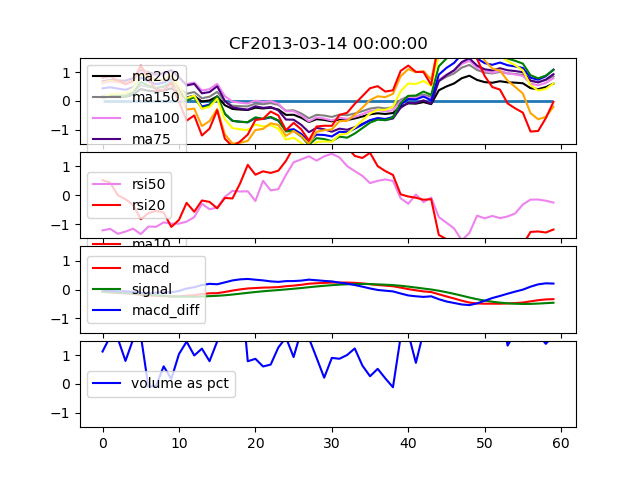 CF2013-03-14 00:00:00
1
0
−1
ma200
ma150
ma100
ma75
1
0
−1
rsi50
rsi20
ma10
1
0
−1
macd
signal
macd_diff
1
0
−1
volume as pct
0 10 20 30 40 50 60